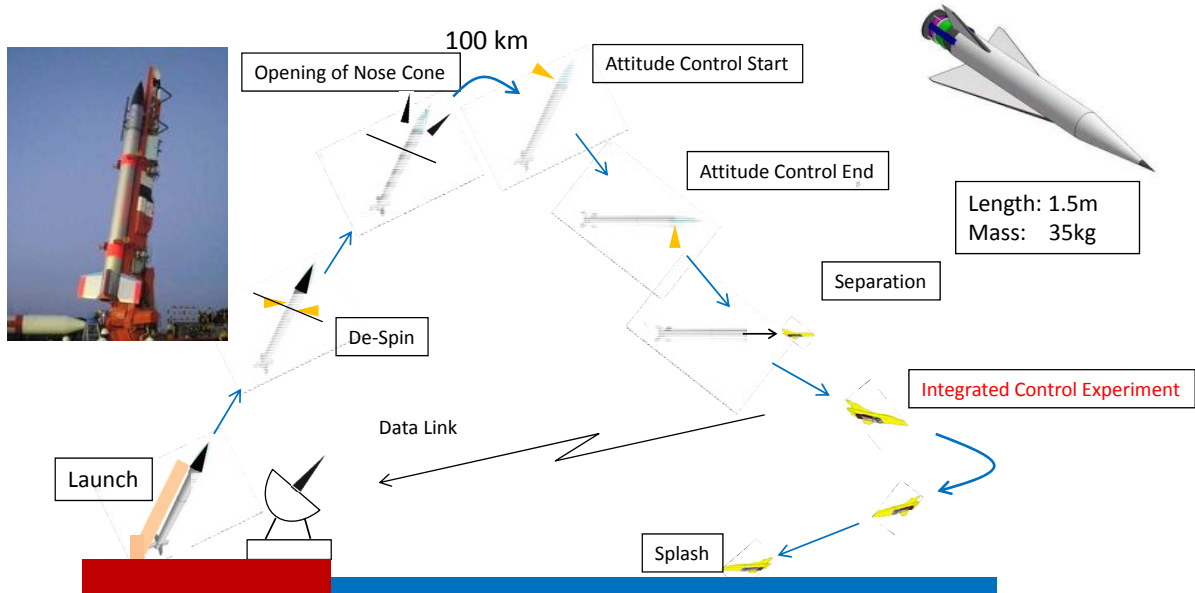 100 km
Opening of Nose Cone
Attitude Control Start
Attitude Control End
Length: 1.5m
Mass: 35kg
Separation
De-Spin
Integrated Control Experiment
Data Link
Launch
Splash